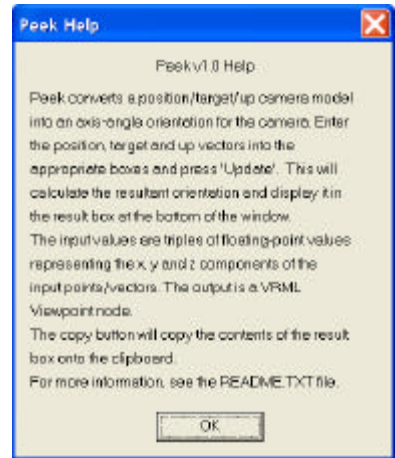 Peek Help
Peek v1.0 Help
Peek converts a position/target/up camera model
into an axis-angle orientation for the camera. Enter
the position, target and up vectors into the
appropriate boxes and press 'Update'. This will
calculate the resultant orientation and display it in
the result box at the bottom of the window.
The input values are triples of floating-point values
representing the x, y and z components of the
input points/vectors. The output is a VRML
Viewpoint node.
The copy button will copy the contents of the result
box onto the clipboard.
For more information, see the README.TXT file.
OK